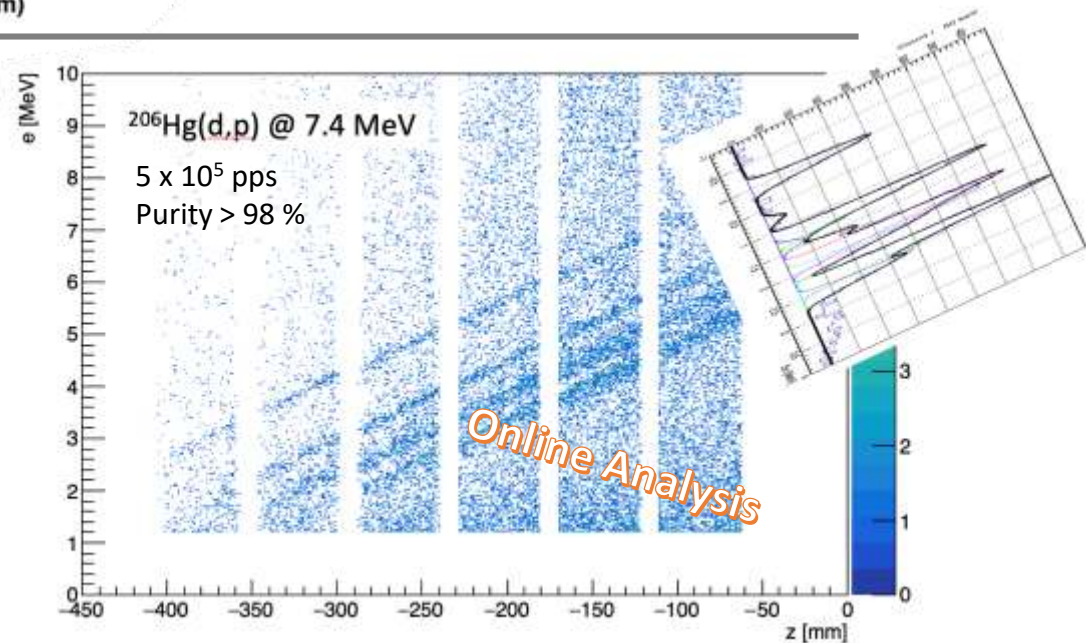 m)
e [MeV]
10
9
8
7
6
5
4
3
2
1
0
²⁰⁶Hg(d,p) @ 7.4 MeV
5 x 10⁵ pps
Purity > 98 %
Online Analysis
3
2
1
0
−450 −400 −350 −300 −250 −200 −150 −100 −50 0
z [mm]